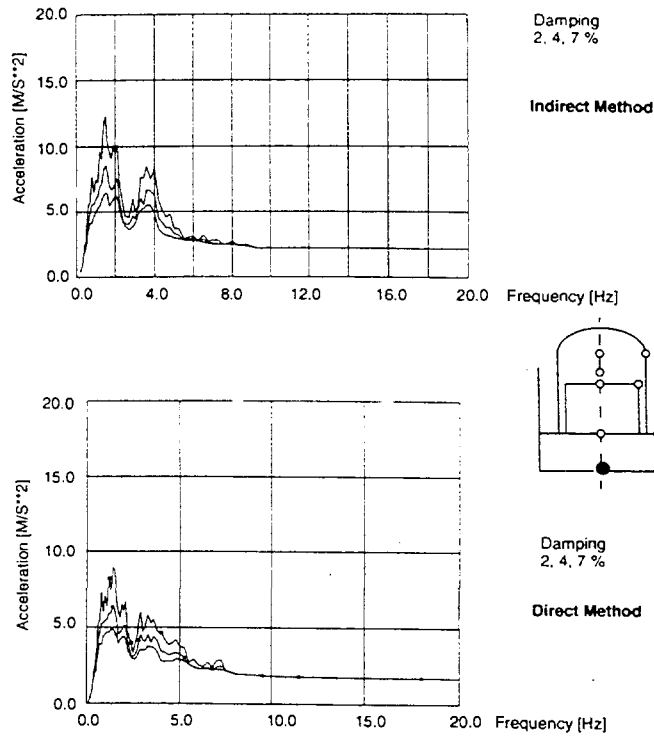 20.0
15.0
10.0
5.0
0.0
Acceleration [M/S**2]
0.0 4.0 8.0 12.0 16.0 20.0 Frequency [Hz]
Damping
2, 4, 7 %
Indirect Method
20.0
15.0
10.0
5.0
0.0
Acceleration [M/S**2]
0.0 5.0 10.0 15.0 20.0 Frequency [Hz]
Damping
2, 4, 7 %
Direct Method